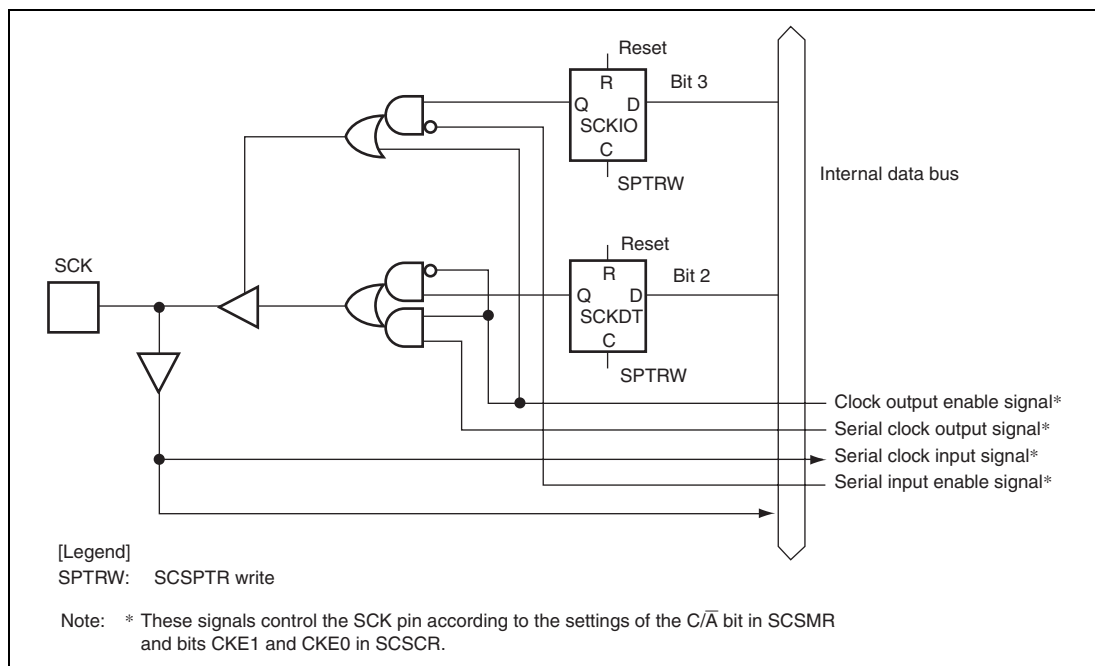 Reset
R
Bit 3
Q D
SCKIO
C
SPTRW
Internal data bus
Reset
SCK
R
Bit 2
Q D
SCKDT
C
SPTRW
Clock output enable signal*
Serial clock output signal*
Serial clock input signal*
Serial input enable signal*
[Legend]
SPTRW: SCSPTR write
Note: * These signals control the SCK pin according to the settings of the C/A̅ bit in SCSMR
and bits CKE1 and CKE0 in SCSCR.